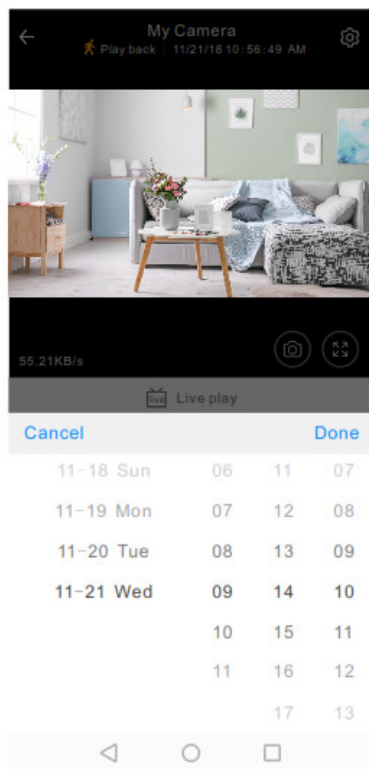 My Camera
Play back | 11/21/18 10:56:49 AM
55.21KB/s
live Live play
Cancel Done
11-18 Sun 06 11 07
11-19 Mon 07 12 08
11-20 Tue 08 13 09
11-21 Wed 09 14 10
10 15 11
11 16 12
17 13